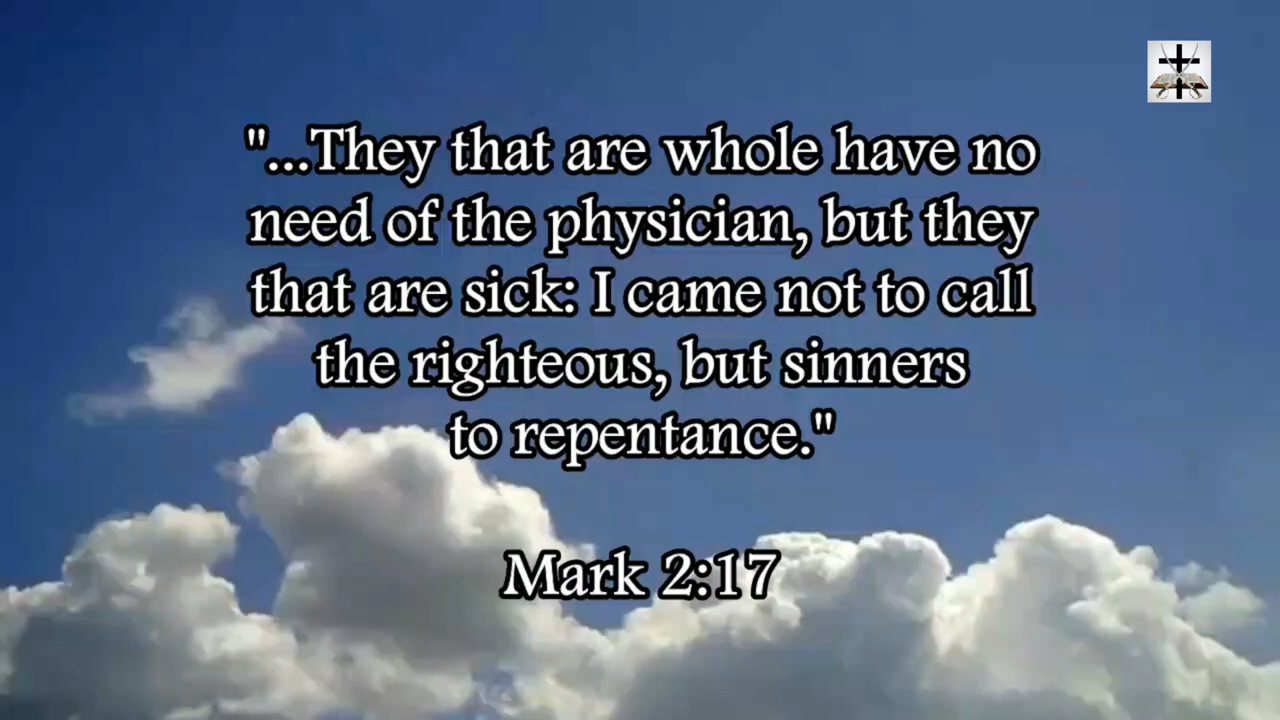 "...They that are whole have no
need of the physician, but they
that are sick: I came not to call
the righteous, but sinners
to repentance."
Mark 2:17